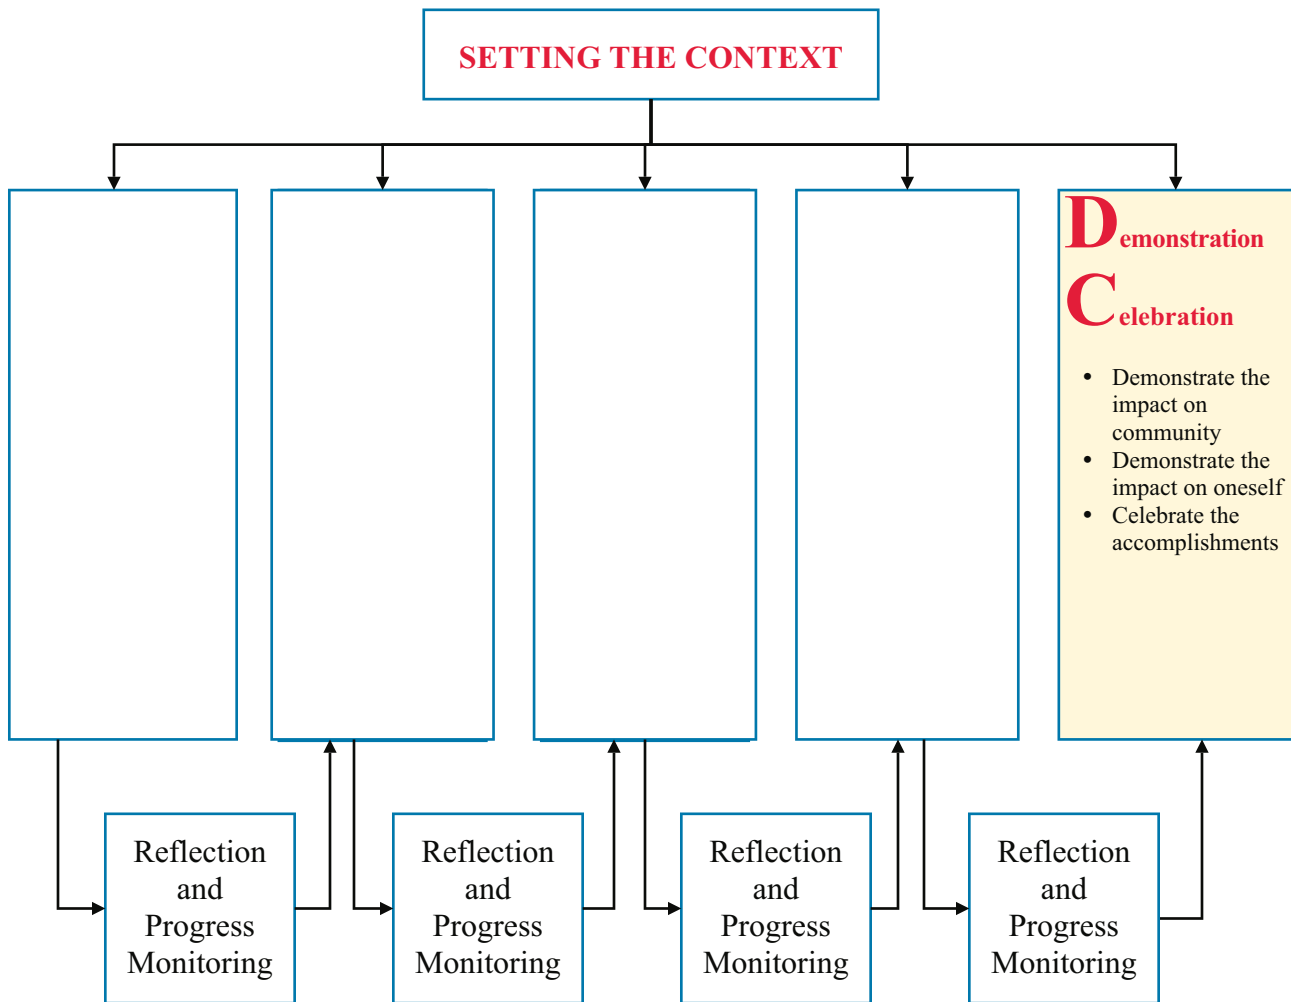 SETTING THE CONTEXT
Demonstration
Celebration
• Demonstrate the
impact on
community
• Demonstrate the
impact on oneself
• Celebrate the
accomplishments
Reflection
and
Progress
Monitoring
Reflection
and
Progress
Monitoring
Reflection
and
Progress
Monitoring
Reflection
and
Progress
Monitoring